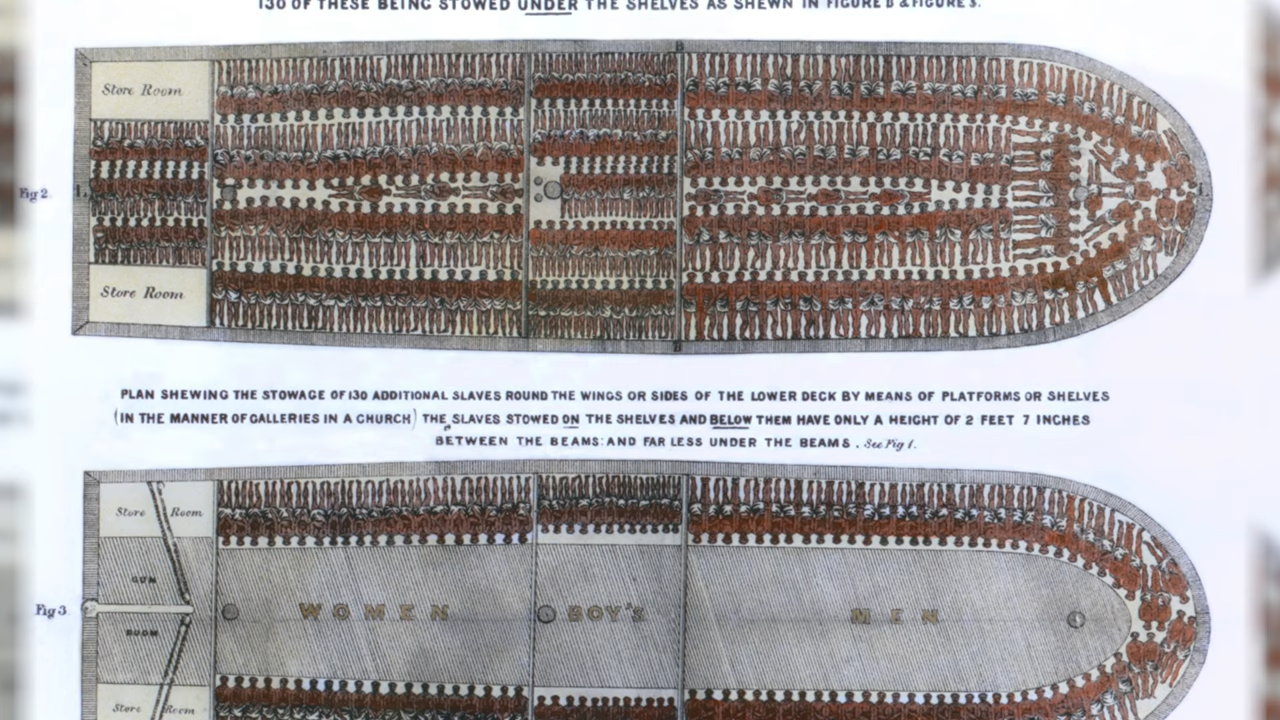 130 OF THESE BEING STOWED UNDER THE SHELVES AS SHEWN IN FIGURE D & FIGURE 3.
B
Store Room
Fig 2.
Store Room
B
PLAN SHEWING THE STOWAGE OF 130 ADDITIONAL SLAVES ROUND THE WINGS OR SIDES OF THE LOWER DECK BY MEANS OF PLATFORMS OR SHELVES
(IN THE MANNER OF GALLERIES IN A CHURCH) THE SLAVES STOWED ON THE SHELVES AND BELOW THEM HAVE ONLY A HEIGHT OF 2 FEET 7 INCHES
BETWEEN THE BEAMS: AND FAR LESS UNDER THE BEAMS. See Fig 1.
Store Room
GUN
Fig 3
WOMEN BOY'S MEN
ROOM
Store Room